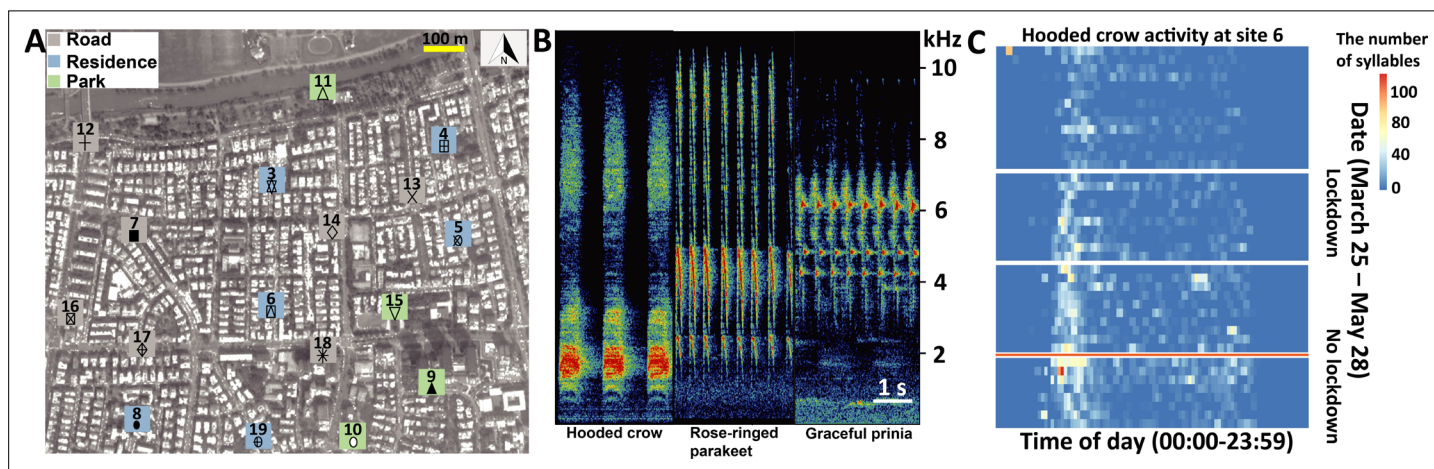 A
Road
Residence
Park
100 m
N
11
12
4
3
13
14
7
5
6
15
16
17
18
9
8
19
10
B
kHz
10
8
6
4
2
1 s
Hooded crow
Rose-ringed
parakeet
Graceful prinia
C
Hooded crow activity at site 6
The number
of syllables
100
80
40
0
Lockdown
No lockdown
Date (March 25 – May 28)
Time of day (00:00-23:59)